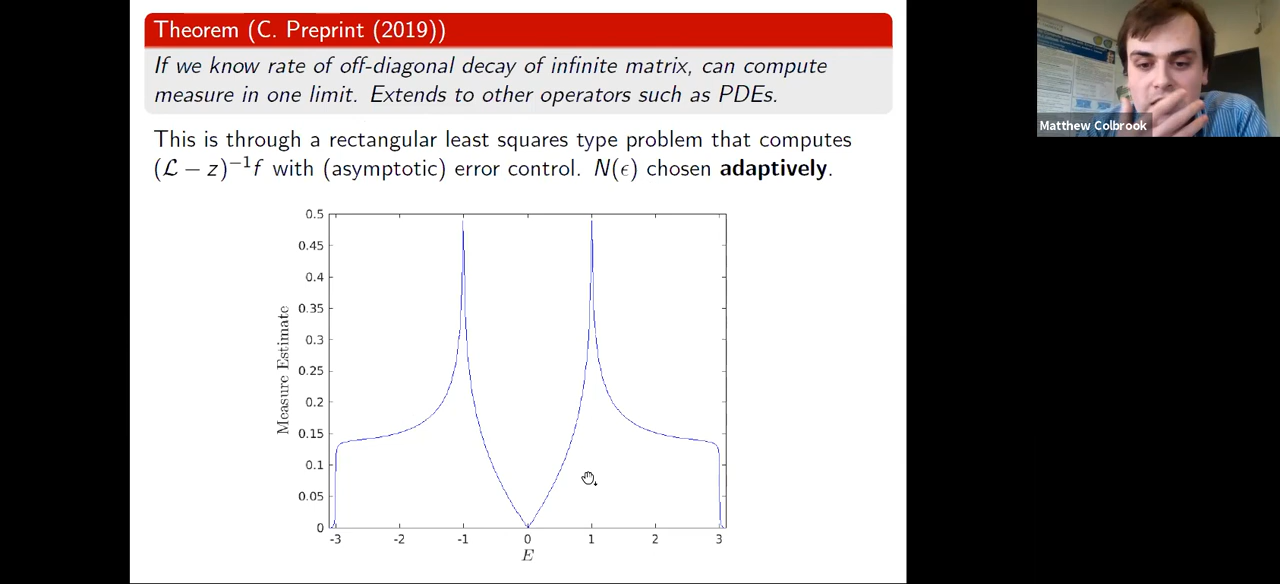 Theorem (C. Preprint (2019))
If we know rate of off-diagonal decay of infinite matrix, can compute
measure in one limit. Extends to other operators such as PDEs.
This is through a rectangular least squares type problem that computes
(ℒ − z)⁻¹f with (asymptotic) error control. N(ϵ) chosen adaptively.
0.5
0.45
0.4
0.35
0.3
0.25
0.2
0.15
0.1
0.05
0
Measure Estimate
-3 -2 -1 0 1 2 3
E
Matthew Colbrook